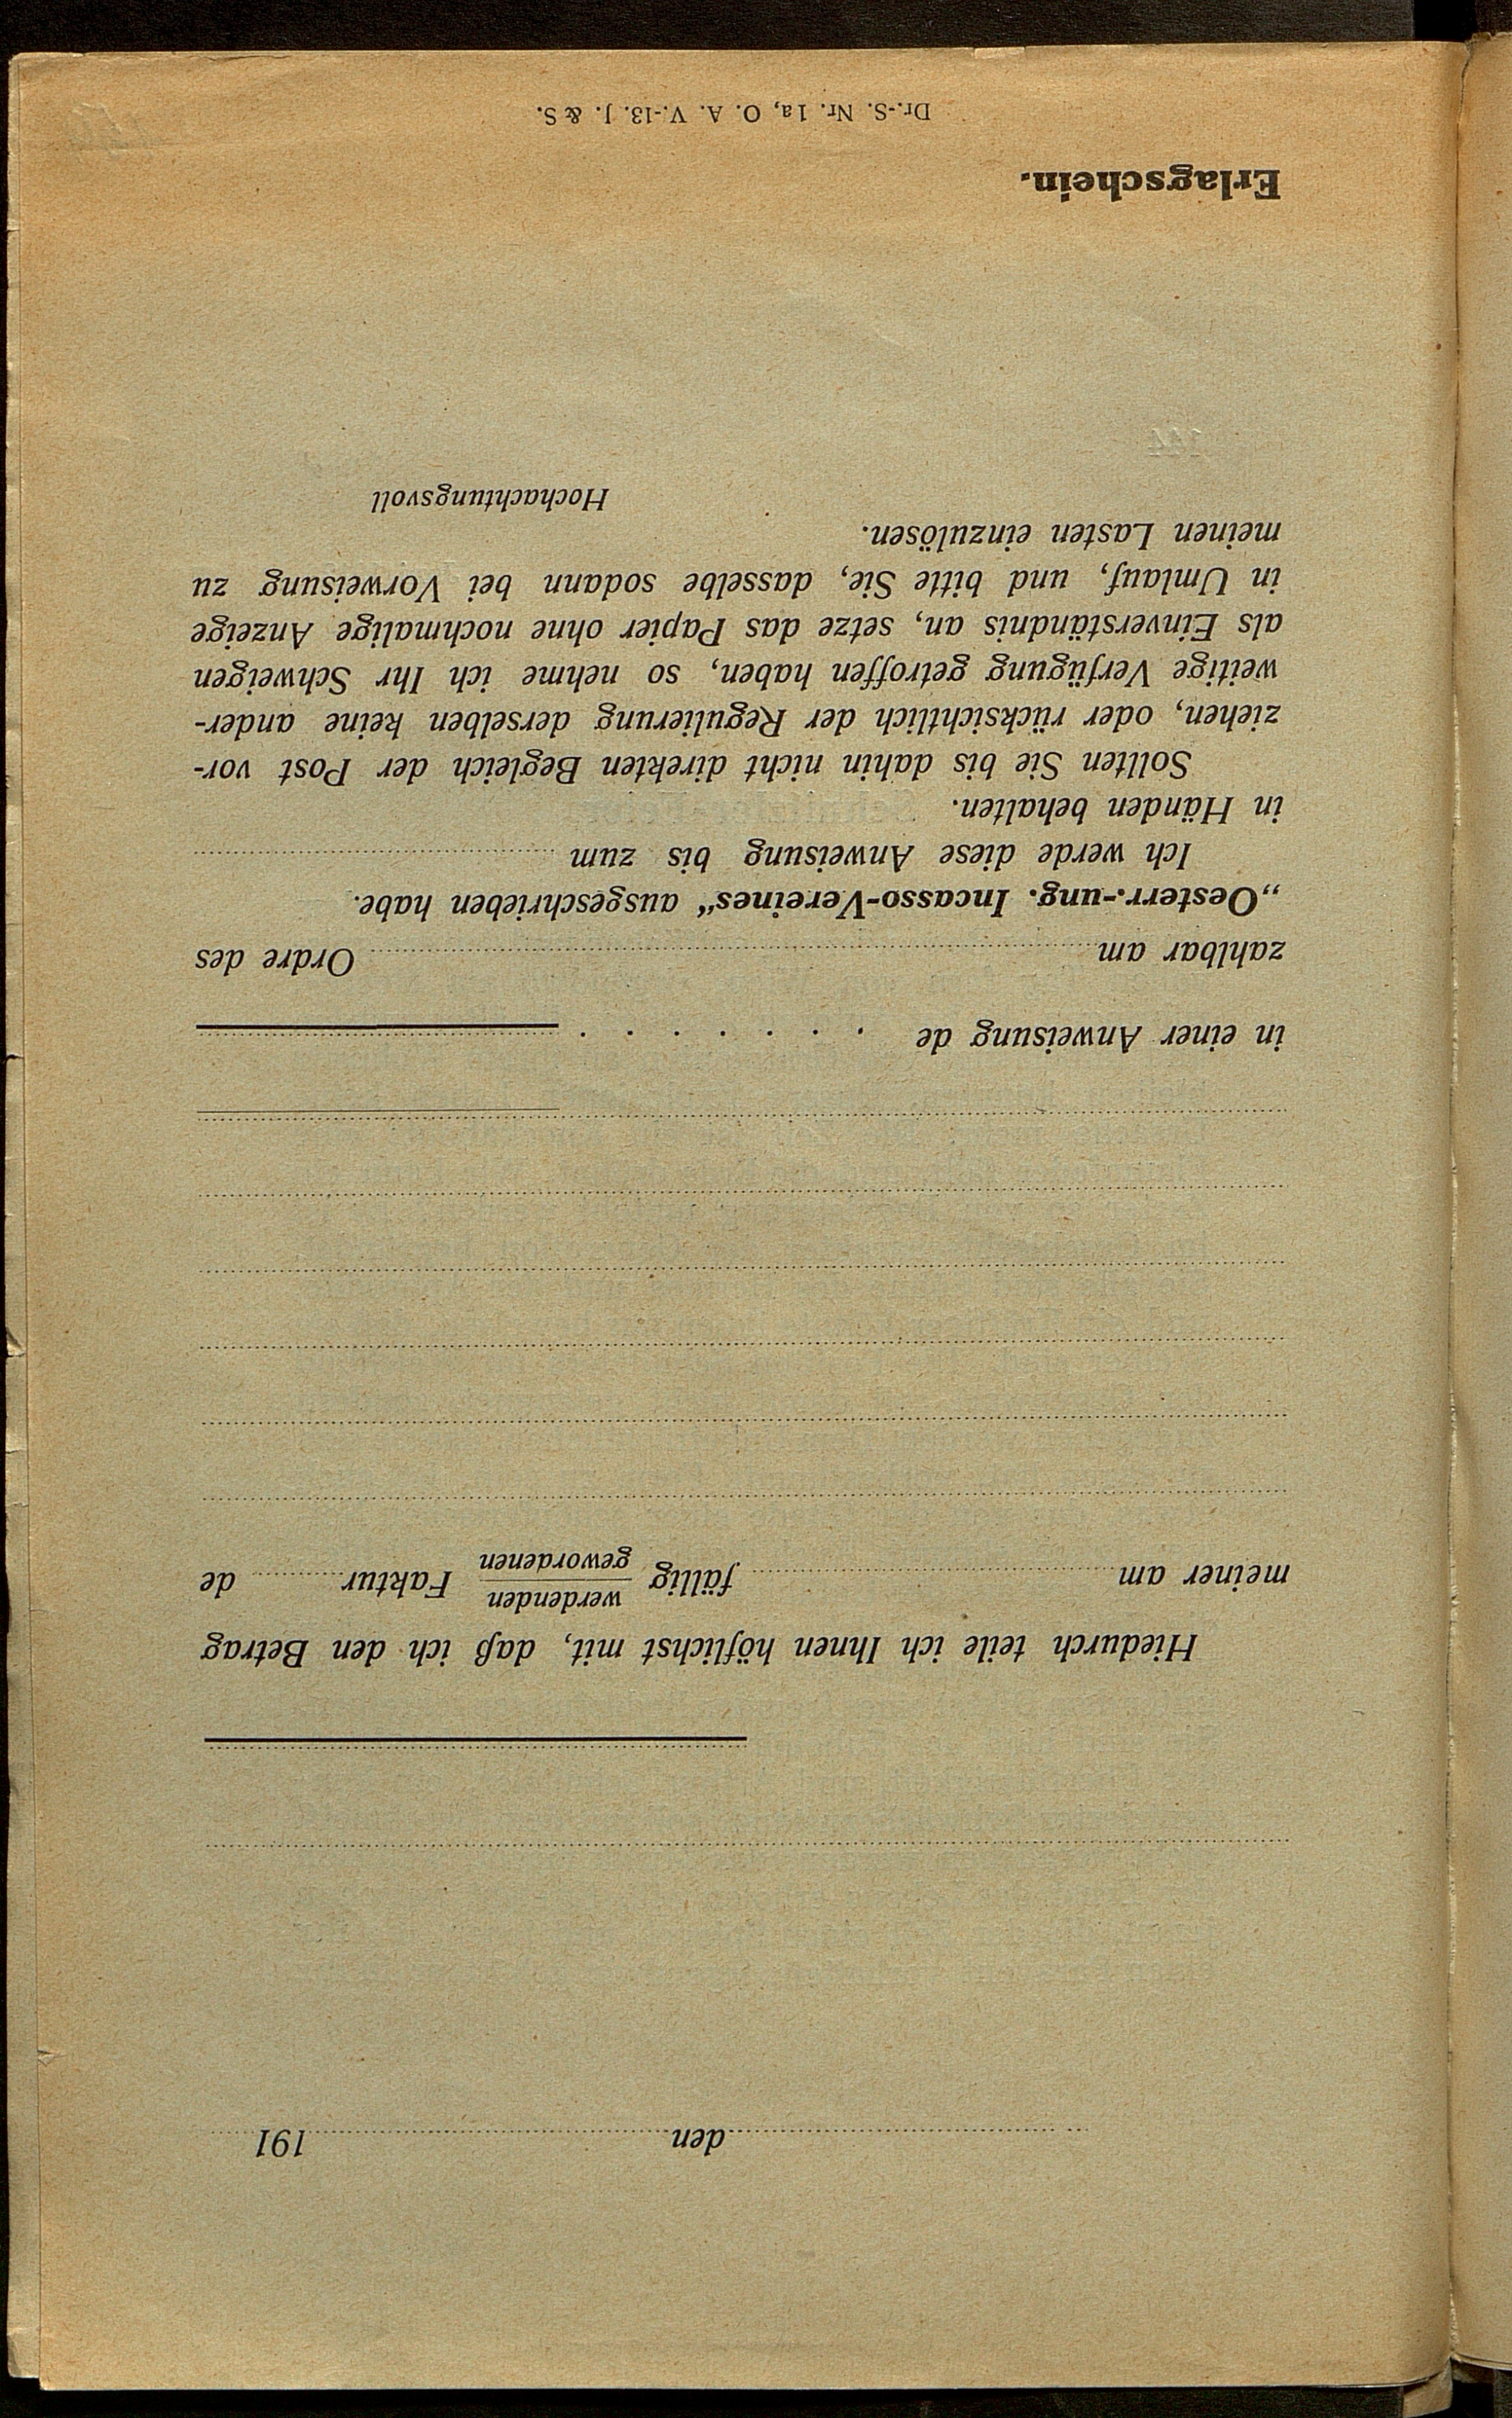 den 191
Hiedurch teile ich Ihnen höflichst mit, daß ich den Betrag
meiner am fällig werdenden Faktur de
gewordenen
in einer Anweisung de . . . . . . .
zahlbar am Ordre des
„Oesterr.-ung. Incasso-Vereines“ ausgeschrieben habe.
Ich werde diese Anweisung bis zum
in Händen behalten.
Sollten Sie bis dahin nicht direkten Begleich der Post vor-
ziehen, oder rücksichtlich der Regulierung derselben keine ander-
weitige Verfügung getroffen haben, so nehme ich Ihr Schweigen
als Einverständnis an, setze das Papier ohne nochmalige Anzeige
in Umlauf, und bitte Sie, dasselbe sodann bei Vorweisung zu
meinen Lasten einzulösen.
Hochachtungsvoll
Erlagschein.
Dr.-S. Nr. 1a, O. A. V.-13. J. & S.